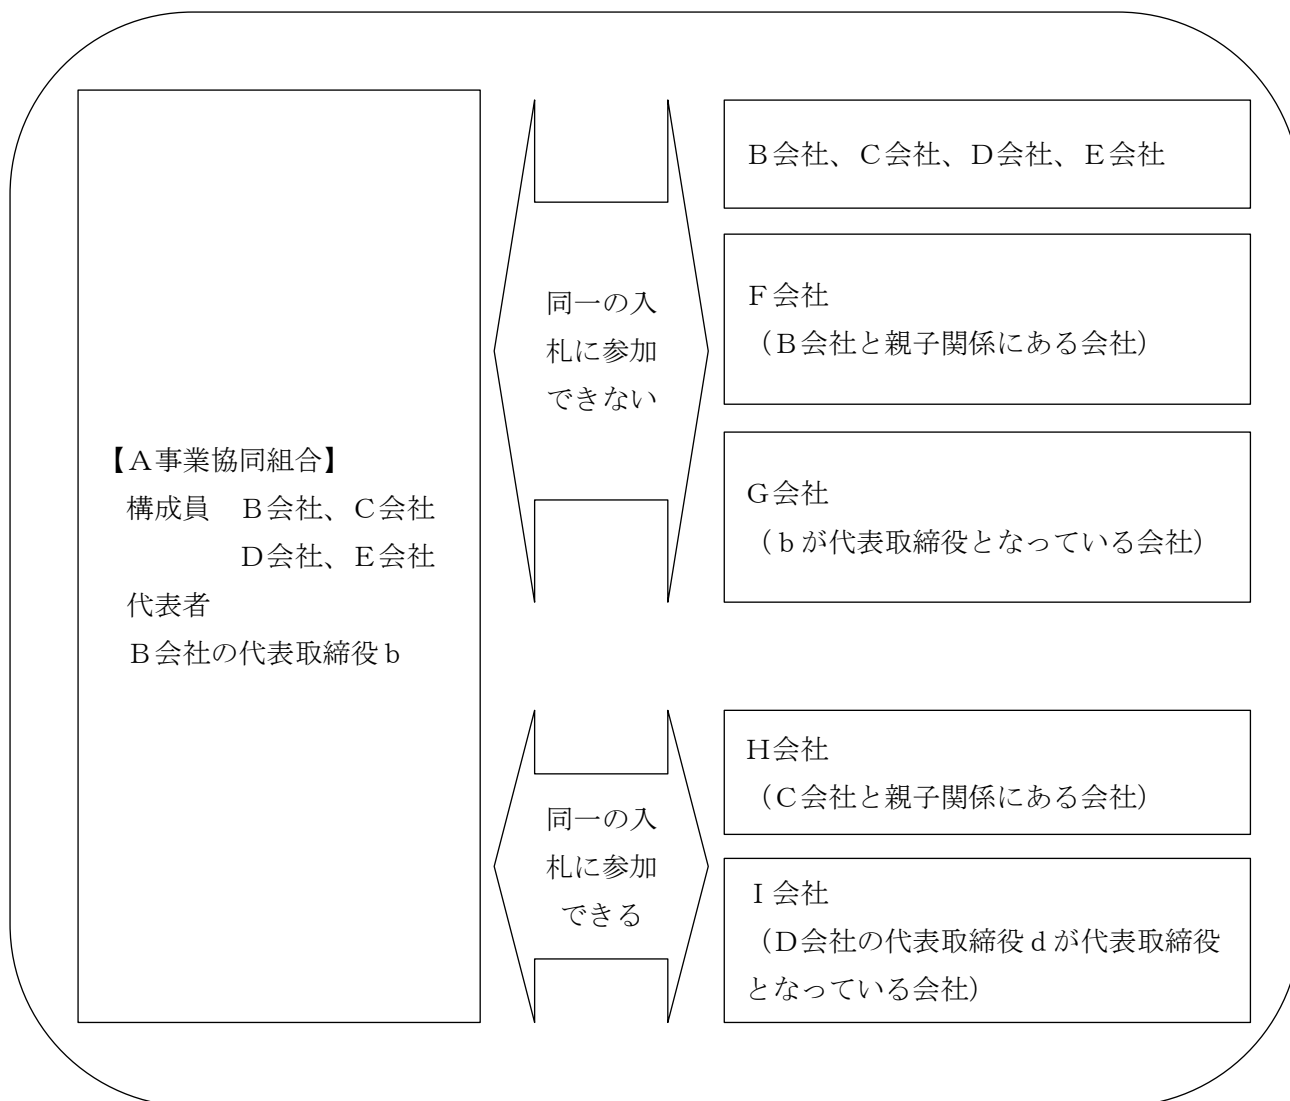 【A事業協同組合】
構成員　B会社、C会社
D会社、E会社
代表者
B会社の代表取締役b
同一の入
札に参加
できない
B会社、C会社、D会社、E会社
F会社
（B会社と親子関係にある会社）
G会社
（bが代表取締役となっている会社）
同一の入
札に参加
できる
H会社
（C会社と親子関係にある会社）
I会社
（D会社の代表取締役dが代表取締役
となっている会社）